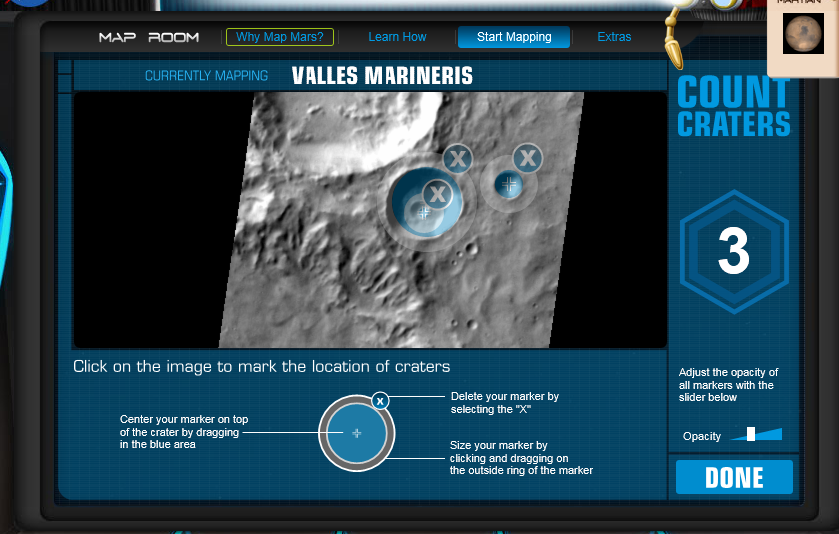 MARTIAN
MAP ROOM
Why Map Mars?
Learn How
Start Mapping
Extras
CURRENTLY MAPPING VALLES MARINERIS
COUNT
CRATERS
X
X
X
3
Click on the image to mark the location of craters
Center your marker on top
of the crater by dragging
in the blue area
X
Delete your marker by
selecting the "X"
Size your marker by
clicking and dragging on
the outside ring of the marker
Adjust the opacity of
all markers with the
slider below
Opacity
DONE